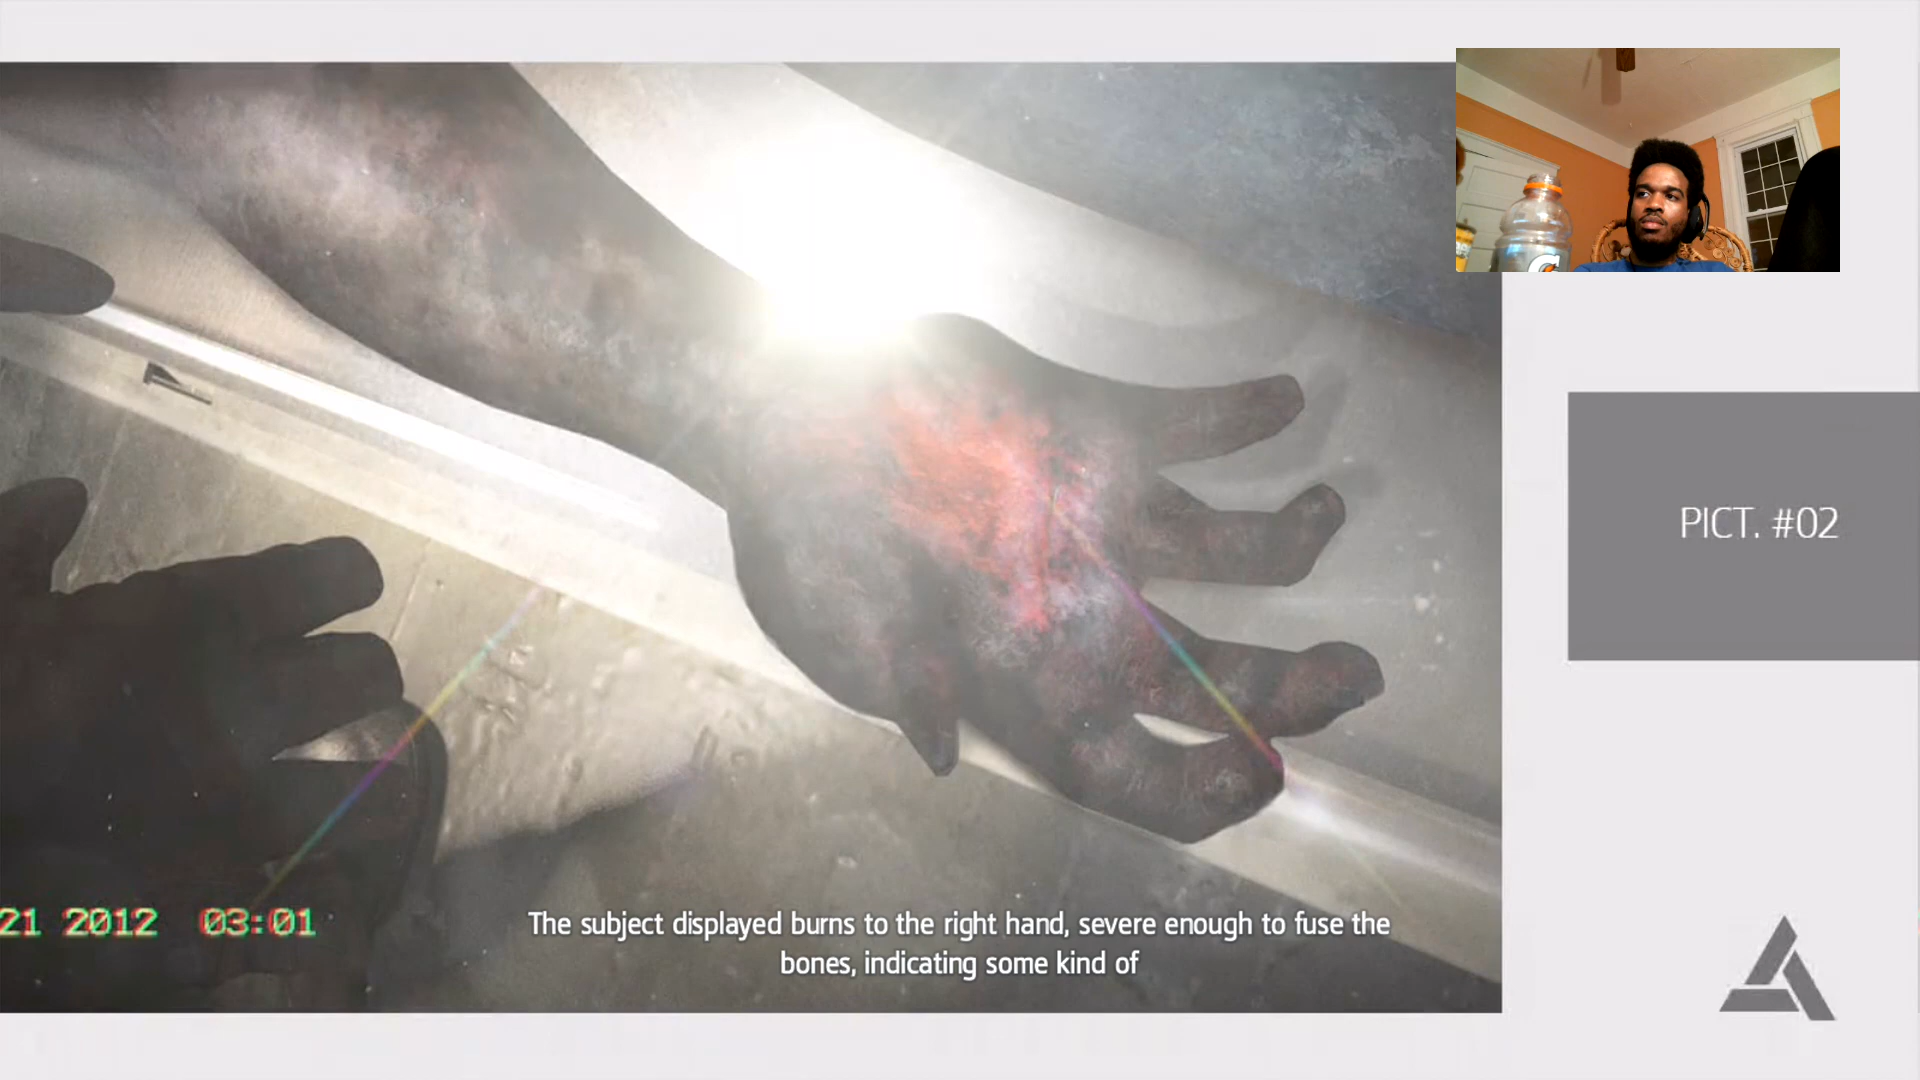 PICT. #02
21 2012 03:01
The subject displayed burns to the right hand, severe enough to fuse the
bones, indicating some kind of